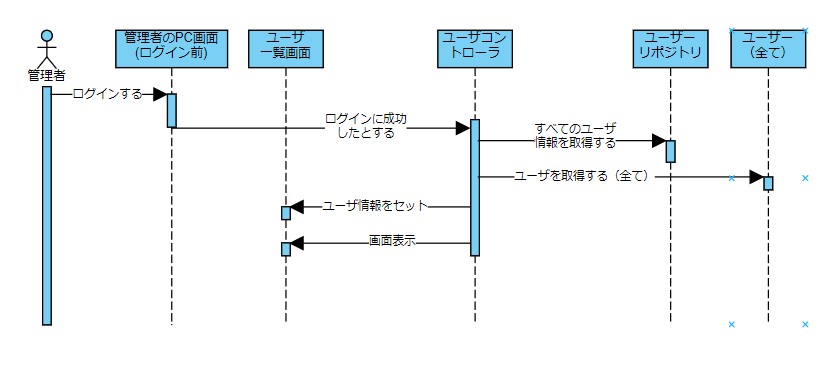 管理者のPC画面
(ログイン前)
ユーザ
一覧画面
ユーザコン
トローラ
ユーザー
リポジトリ
ユーザー
（全て）
管理者
ログインする
ログインに成功
したとする
すべてのユーザ
情報を取得する
ユーザを取得する（全て）
ユーザ情報をセット
画面表示